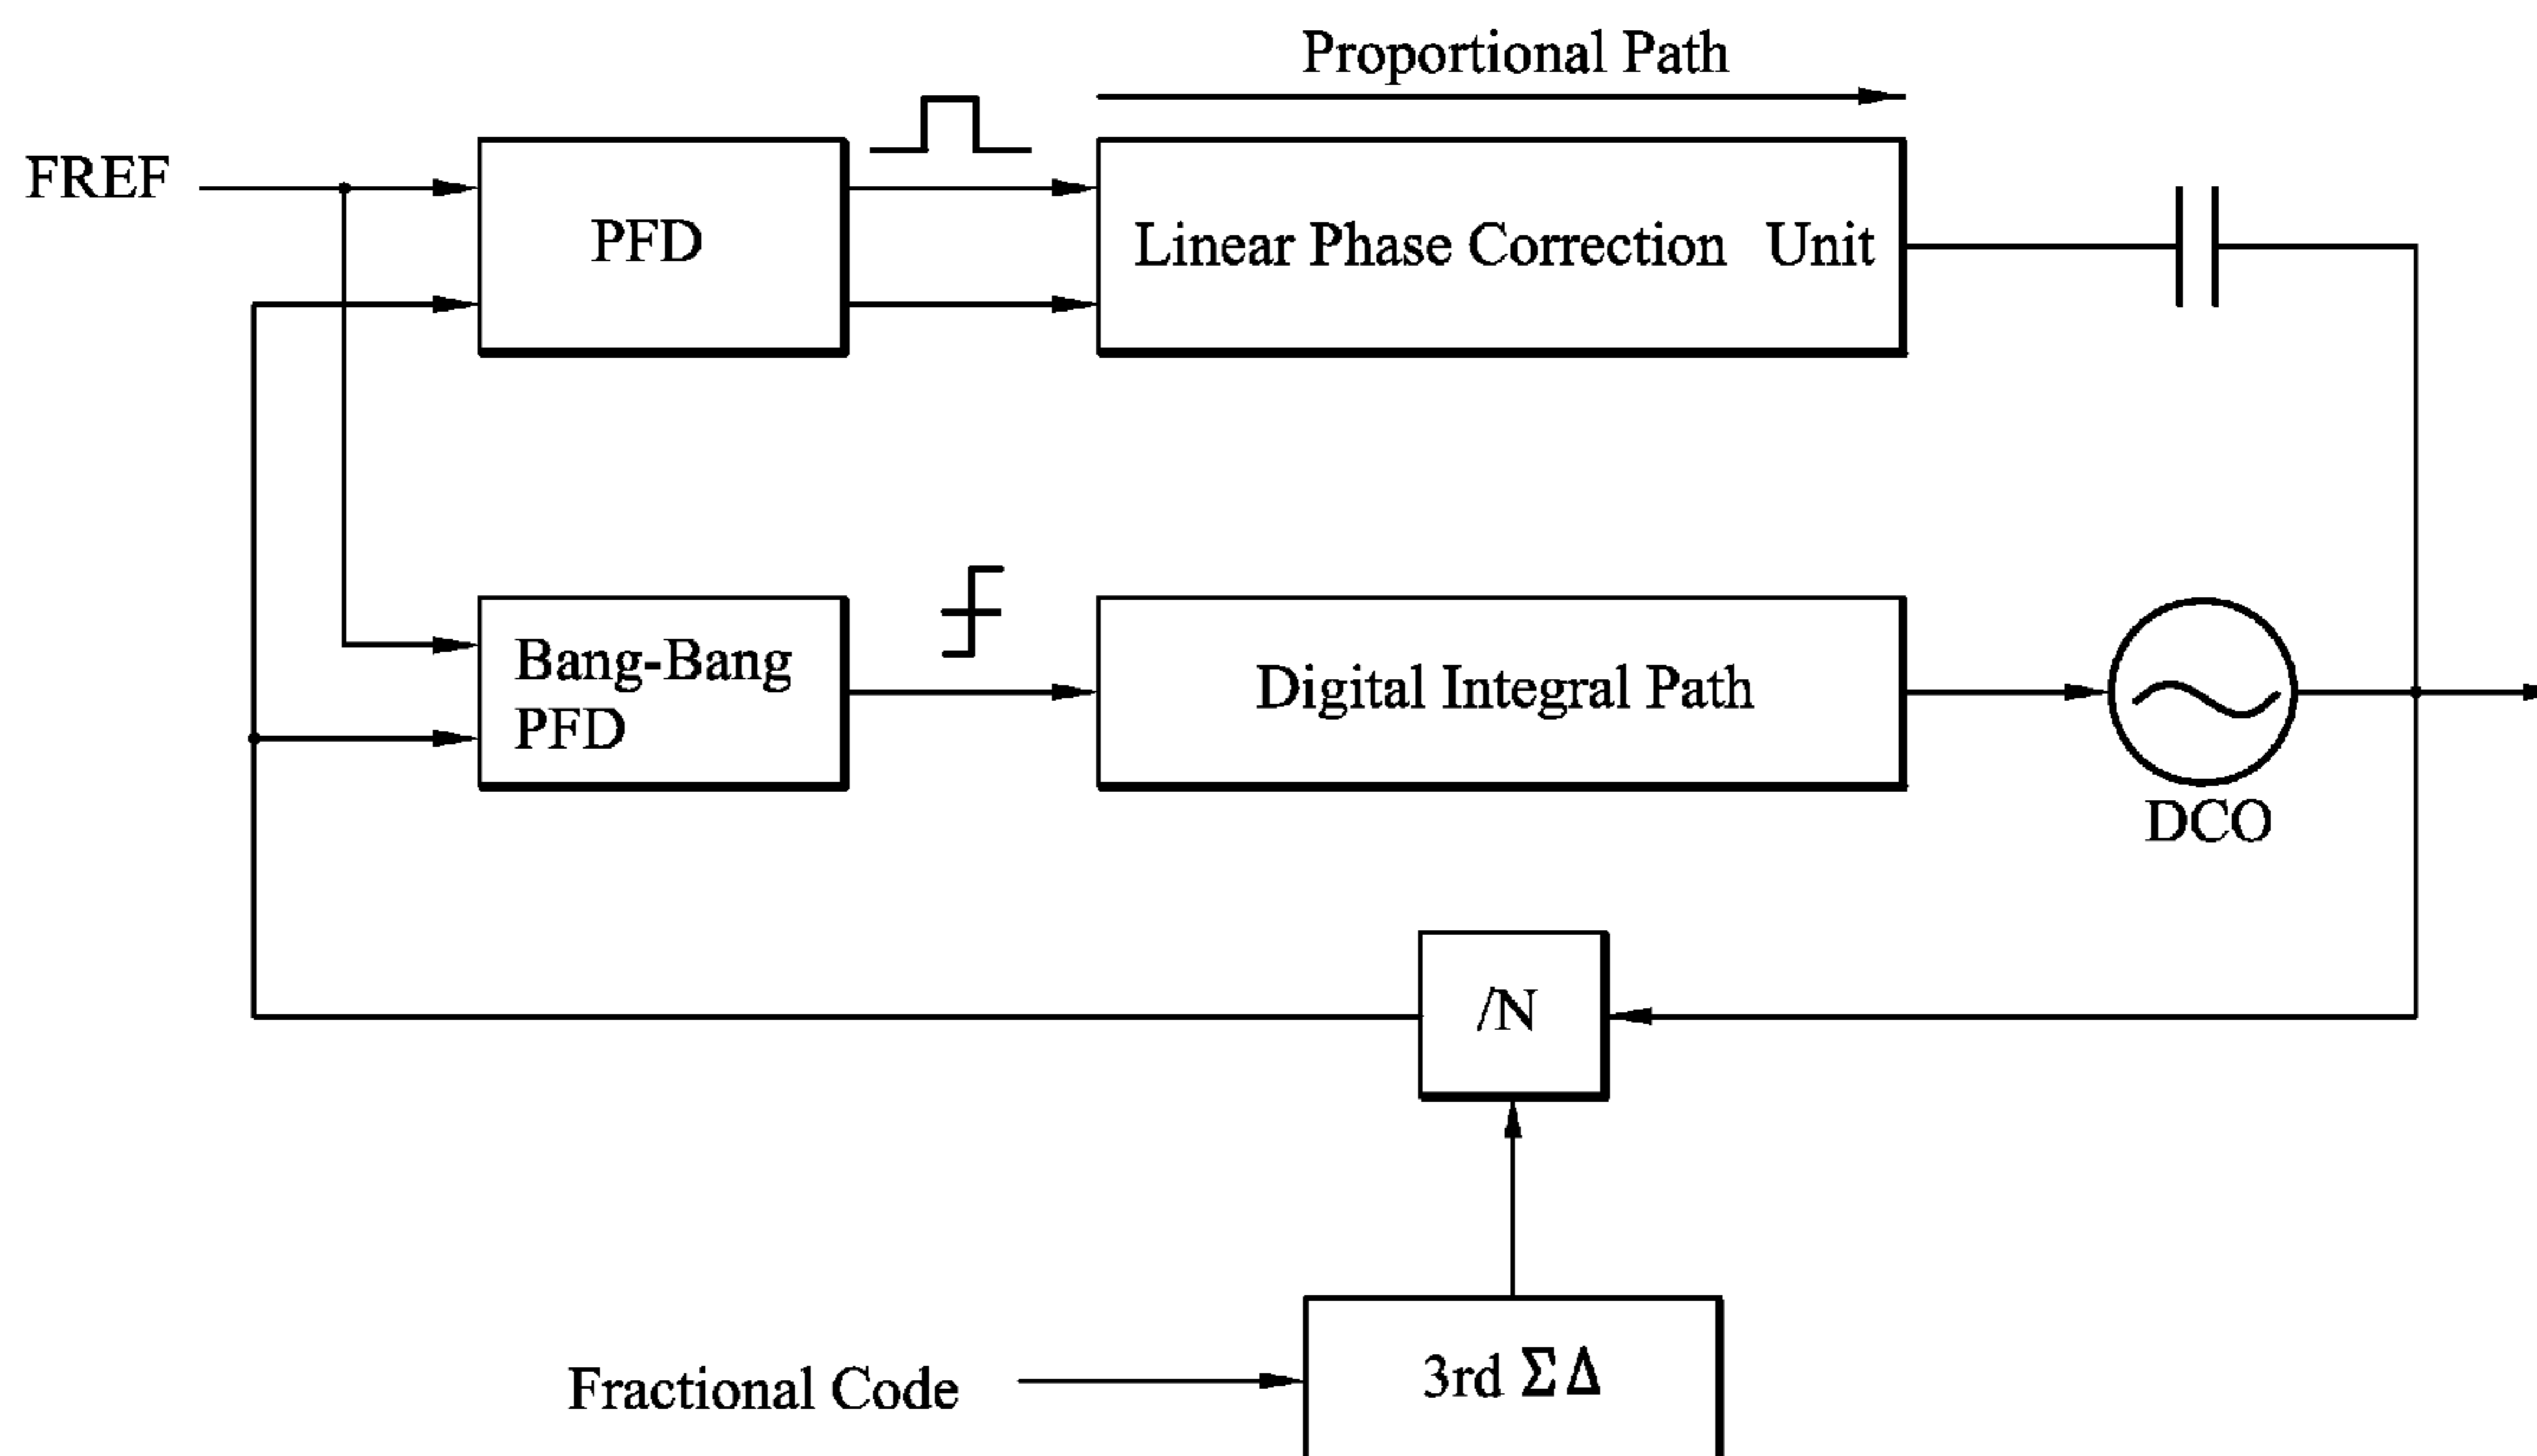 Proportional Path
FREF
PFD
Linear Phase Correction Unit
Bang-Bang
PFD
Digital Integral Path
DCO
/N
Fractional Code
3rd ΣΔ